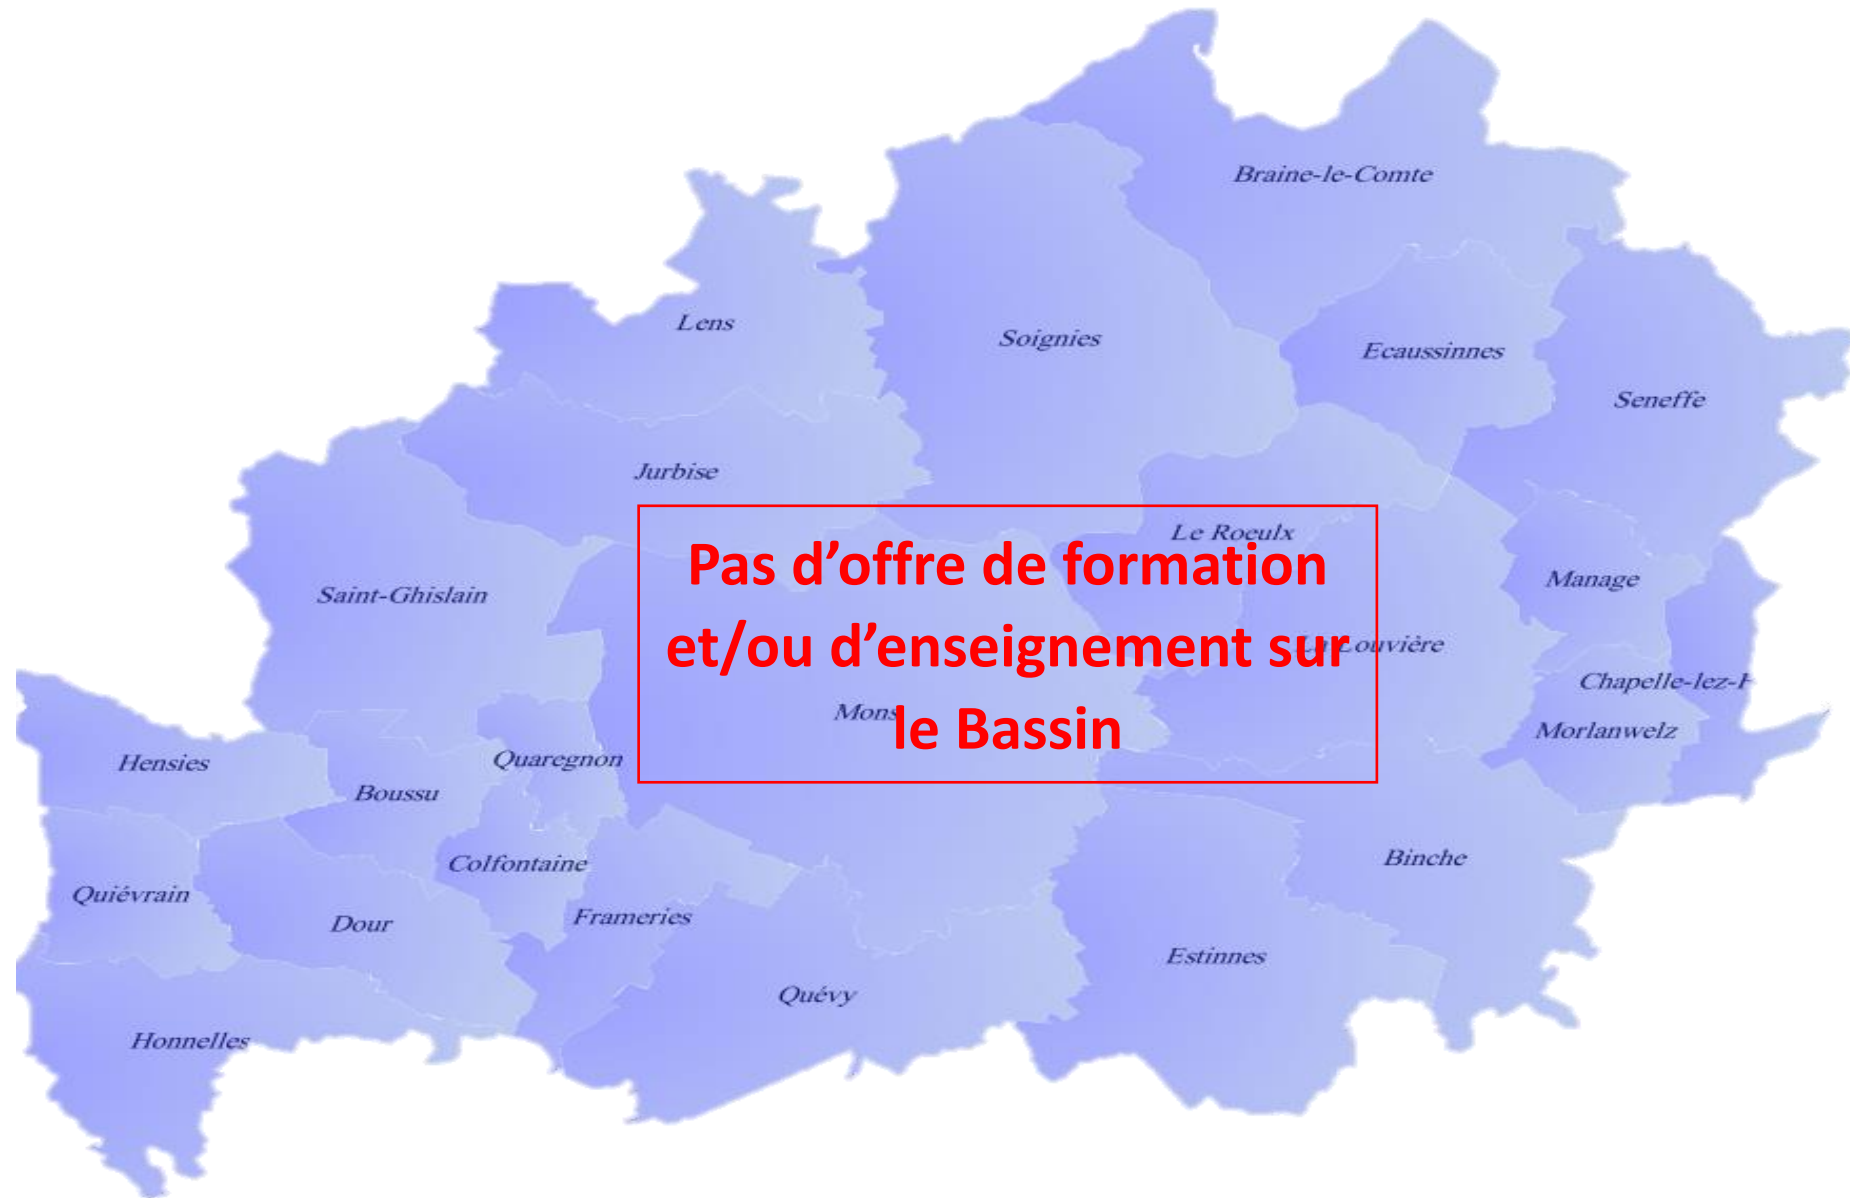 Braine-le-Comte
Lens
Soignies
Ecaussinnes
Seneffe
Jurbise
Le Roeulx
Pas d’offre de formation
et/ou d’enseignement sur
le Bassin
Manage
Saint-Ghislain
La Louvière
Chapelle-lez-H
Mons
Morlanwelz
Hensies
Quaregnon
Boussu
Colfontaine
Binche
Quiévrain
Dour
Frameries
Estinnes
Quévy
Honnelles